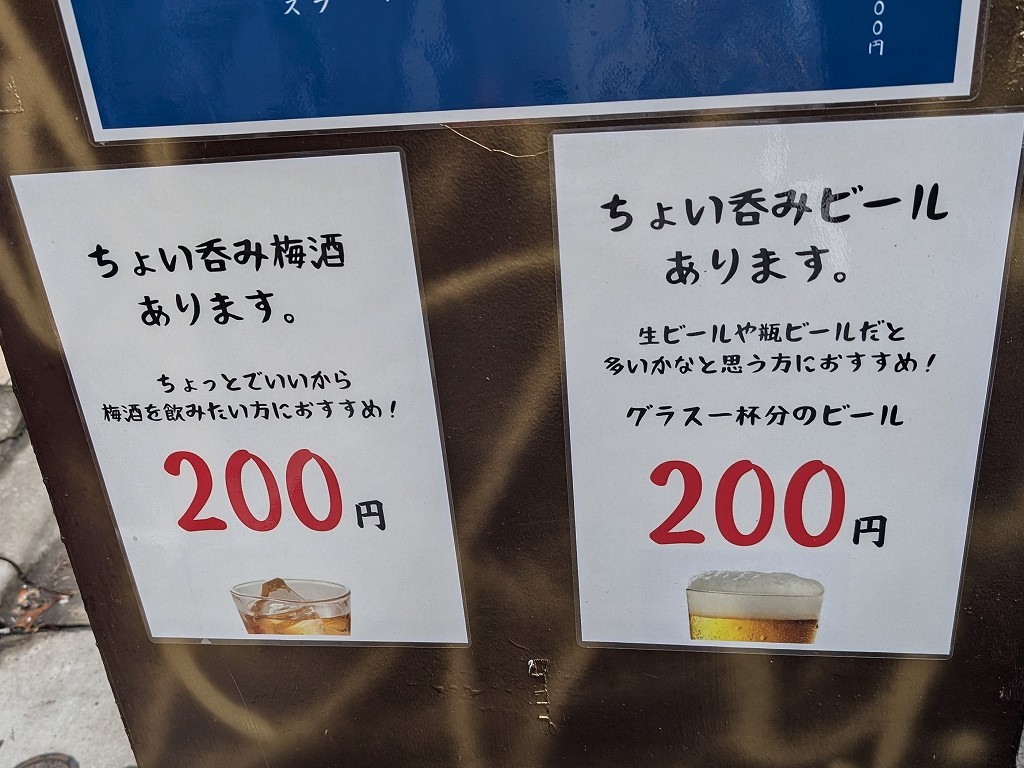 00円
ちょい呑み梅酒
あります。
ちょっとでいいから
梅酒を飲みたい方におすすめ！
200円
ちょい呑みビール
あります。
生ビールや瓶ビールだと
多いかなと思う方におすすめ！
グラス一杯分のビール
200円